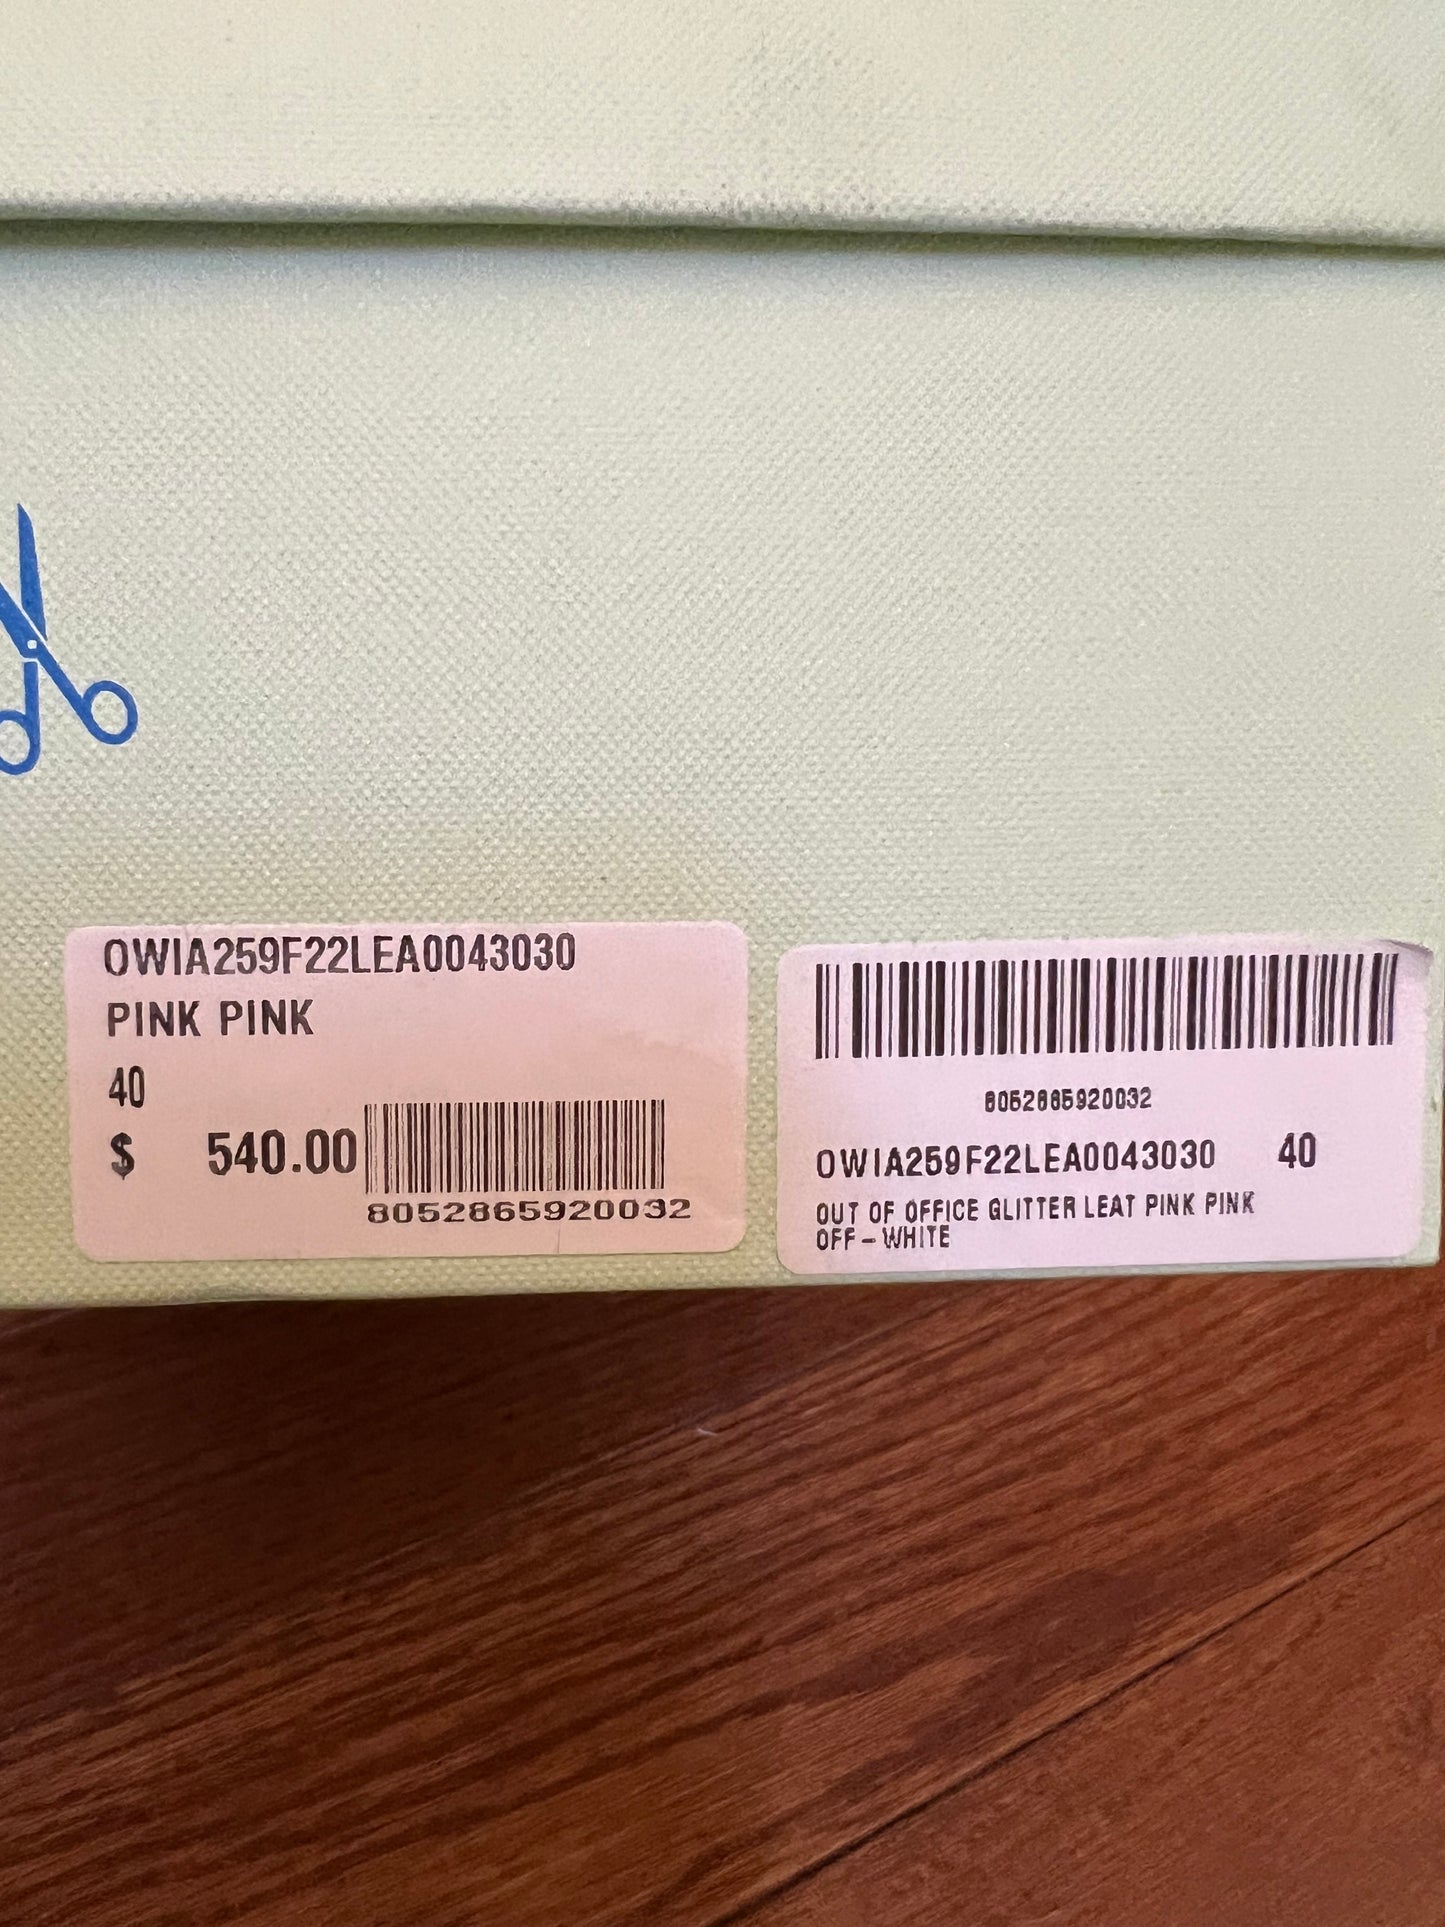 OWIA259F22LEA0043030
PINK PINK
40
$ 540.00
8052865920032
8052865920032
OWIA259F22LEA0043030 40
OUT OF OFFICE GLITTER LEAT PINK PINK
OFF-WHITE